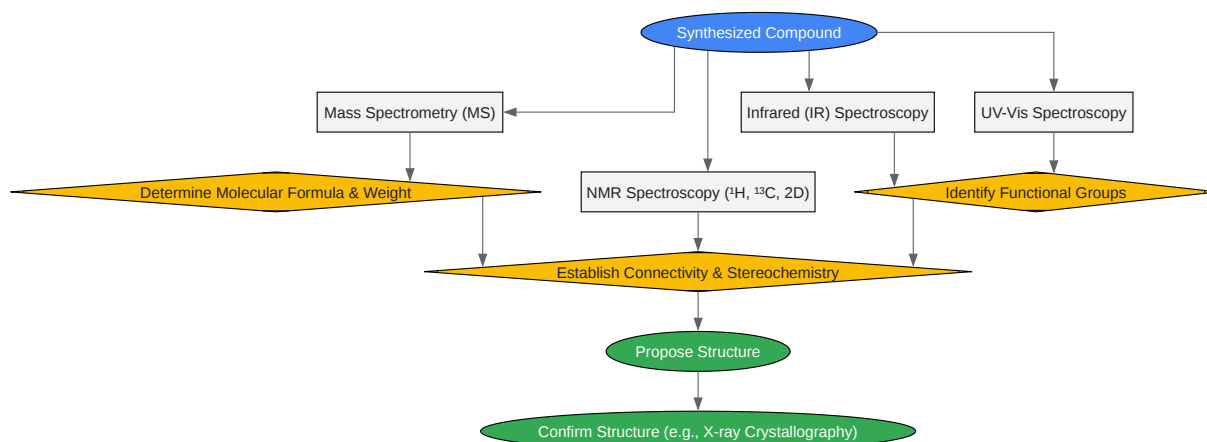 Synthesized Compound
Mass Spectrometry (MS)
Infrared (IR) Spectroscopy
UV-Vis Spectroscopy
Determine Molecular Formula & Weight
NMR Spectroscopy (¹H, ¹³C, 2D)
Identify Functional Groups
Establish Connectivity & Stereochemistry
Propose Structure
Confirm Structure (e.g., X-ray Crystallography)